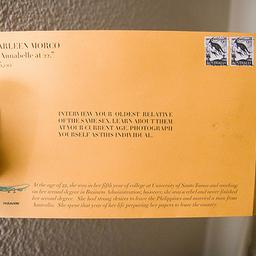 ARLEEN MORCO
Annabelle at 22."
INTERVIEW YOUR OLDEST RELATIVE
OF THE SAME SEX. LEARN ABOUT THEM
AT YOUR CURRENT AGE. PHOTOGRAPH
YOURSELF AS THIS INDIVIDUAL.
At the age of 22, she was in her fifth year of college at University of Santo Tomas and working
on her second degree in Business Administration; however, she was a rebel and never finished
her second degree. She had strong desires to leave the Philippines and married a man from
Australia. She spent that year of her life preparing her papers to leave the country.